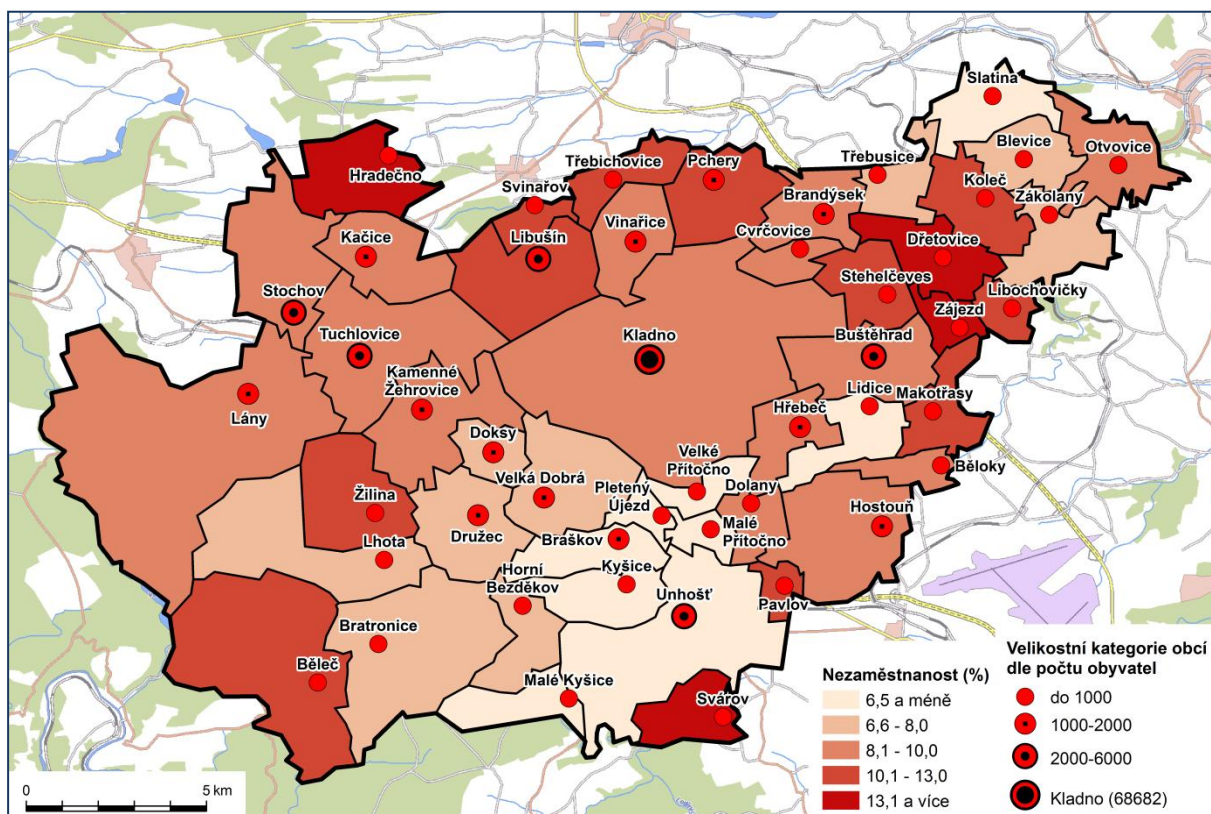 Slatina
Blevice
Otvovice
Třebichovice
Pchery
Třebusice
Hradečno
Svinařov
Koleč
Brandýsek
Zákolany
Vinařice
Kačice
Libušín
Cvrčovice
Dřetovice
Stehelčeves
Stochov
Libochovičky
Zájezd
Tuchlovice
Kladno
Buštěhrad
Kamenné
Žehrovice
Lidice
Makotřasy
Lány
Hřebeč
Doksy
Velké
Přítočno
Běloky
Velká Dobrá
Dolany
Pletený
Újezd
Žilina
Hostouň
Družec
Malé
Přítočno
Braškov
Lhota
Horní
Bezděkov
Kyšice
Unhošť
Pavlov
Bratronice
Běleč
Malé Kyšice
Svárov
Nezaměstnanost (%)
6,5 a méně
6,6 - 8,0
8,1 - 10,0
10,1 - 13,0
13,1 a více
Velikostní kategorie obcí
dle počtu obyvatel
do 1000
1000-2000
2000-6000
Kladno (68682)
0 5 km